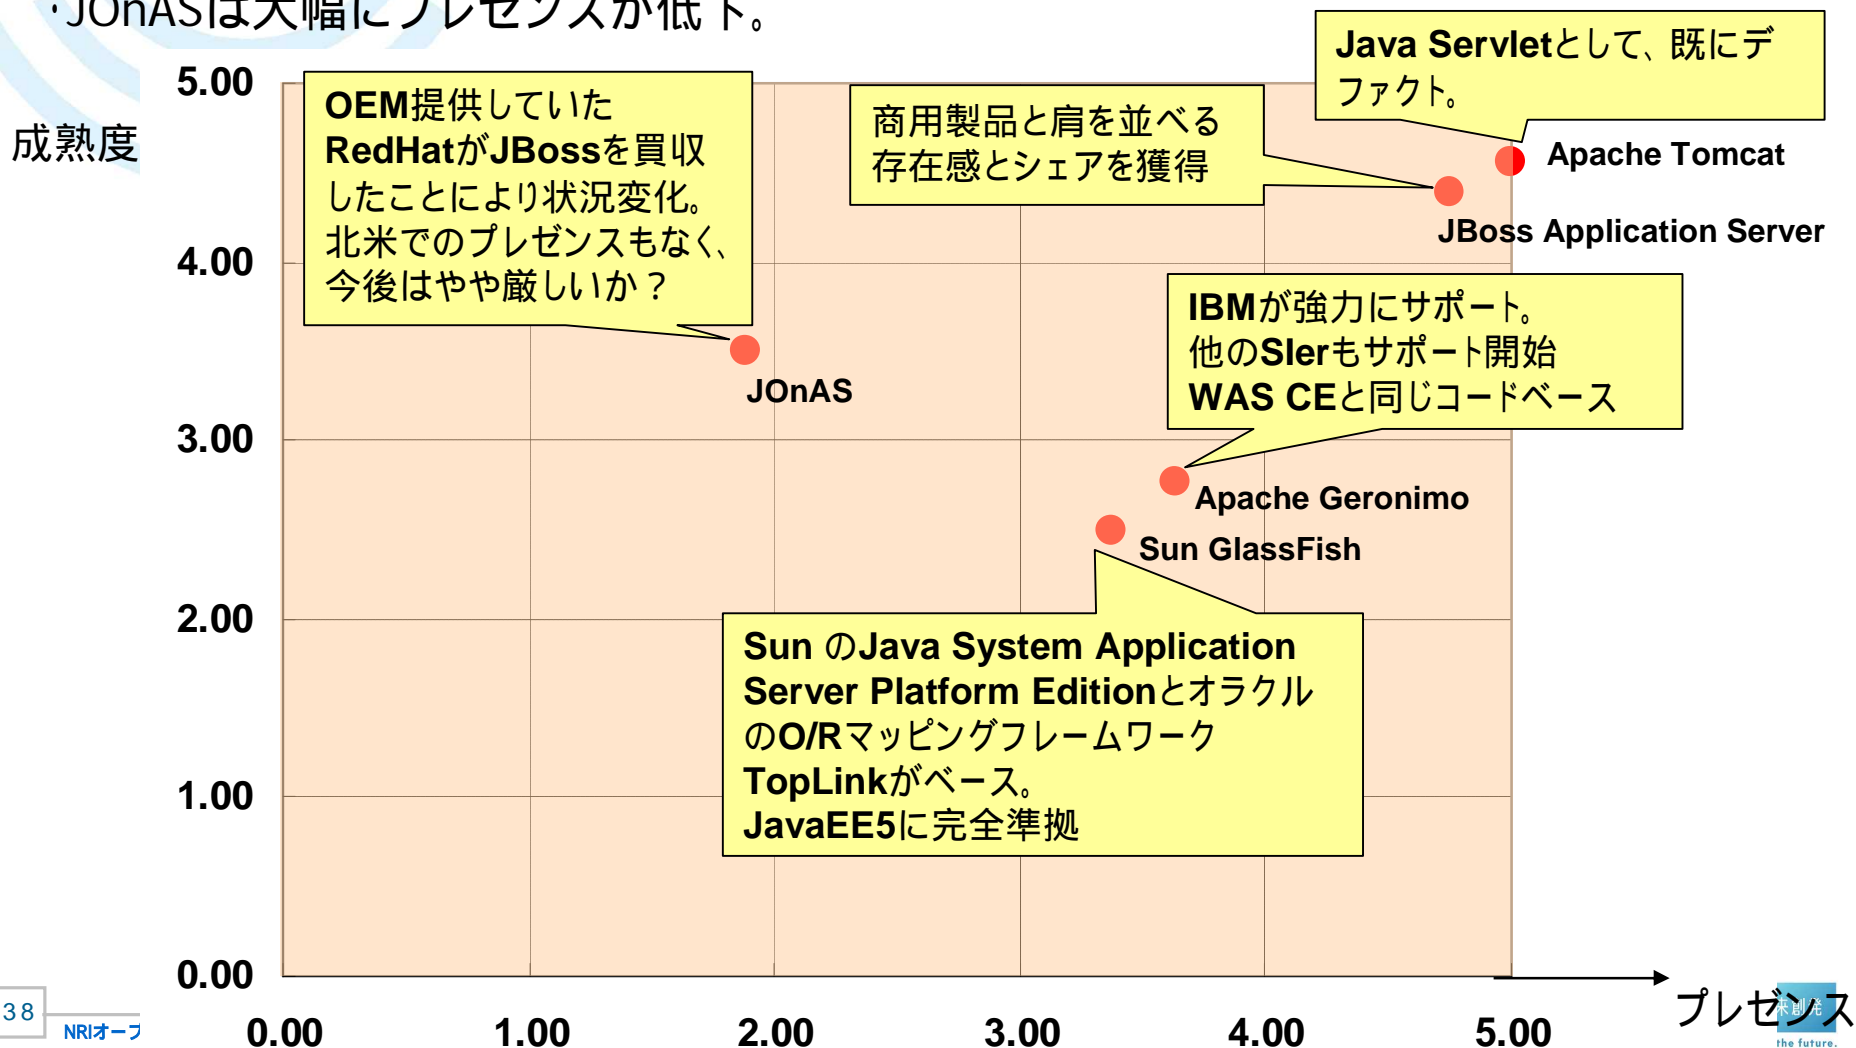 ・JOnASは大幅にプレゼンスが低下。
Java Servletとして、既にデ
ファクト。
5.00
OEM提供していた
RedHatがJBossを買収
したことにより状況変化。
北米でのプレゼンスもなく、
今後はやや厳しいか？
商用製品と肩を並べる
存在感とシェアを獲得
成熟度
Apache Tomcat
JBoss Application Server
4.00
IBMが強力にサポート。
他のSIerもサポート開始
WAS CEと同じコードベース
JOnAS
3.00
Apache Geronimo
Sun GlassFish
2.00
Sun のJava System Application
Server Platform Editionとオラクル
のO/Rマッピングフレームワーク
TopLinkがベース。
JavaEE5に完全準拠
1.00
0.00
プレゼンス
38
NRIオープ
0.00 1.00 2.00 3.00 4.00 5.00
来創発
the future.